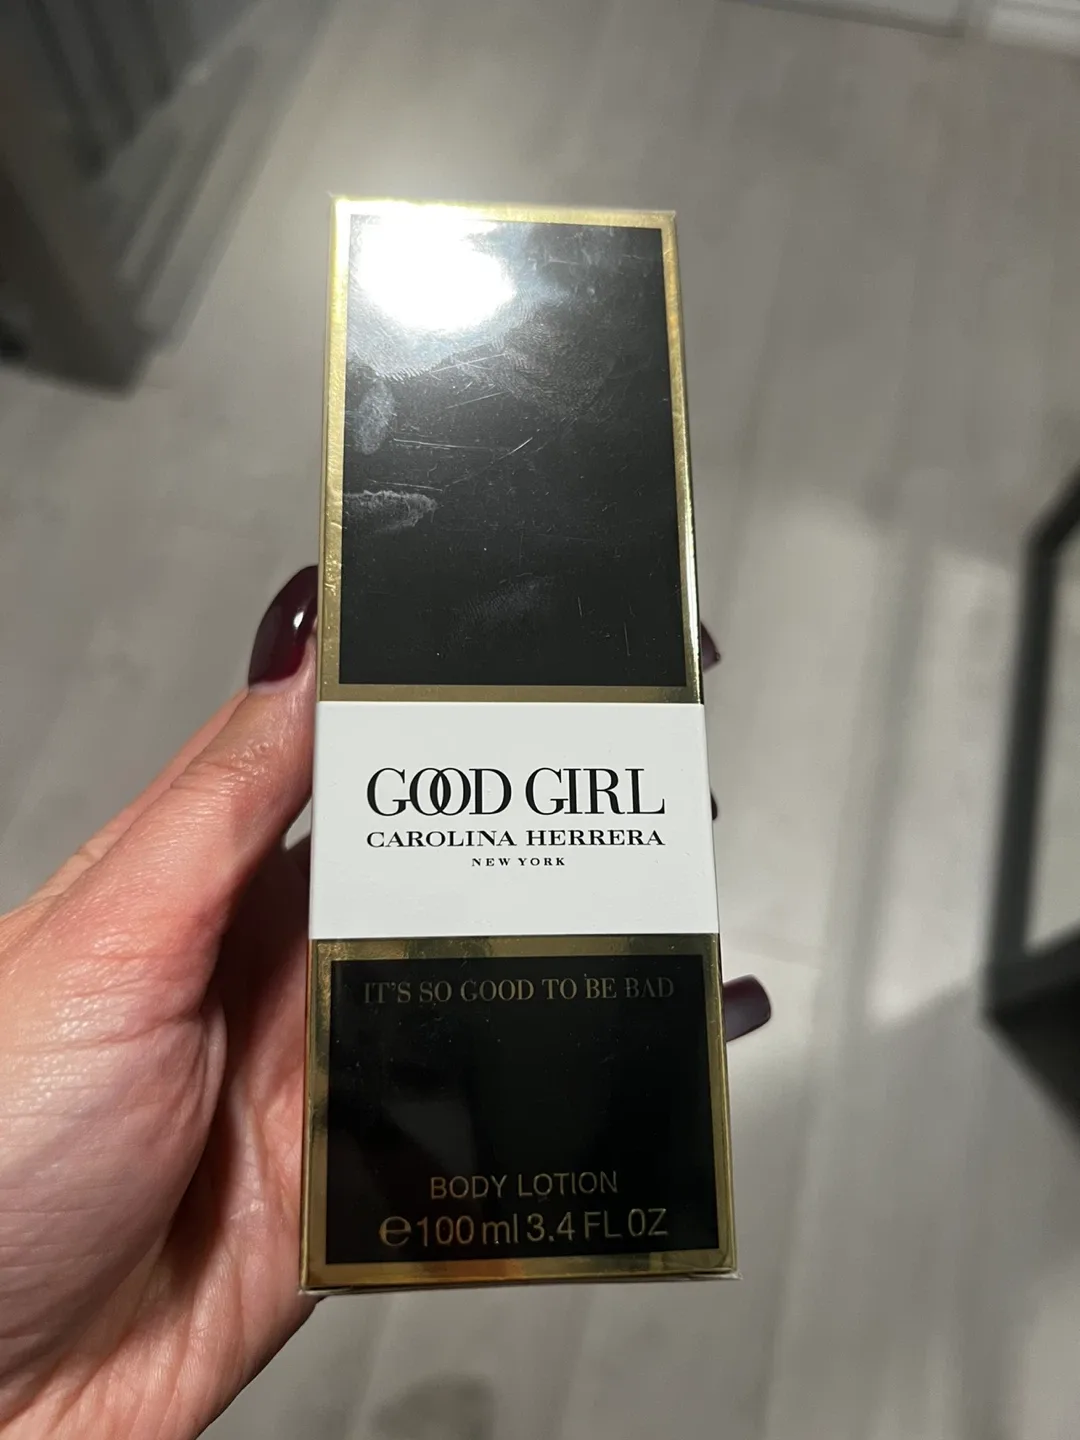 GOOD GIRL
CAROLINA HERRERA
NEW YORK
IT'S SO GOOD TO BE BAD
BODY LOTION
℮100 ml 3.4 FL OZ